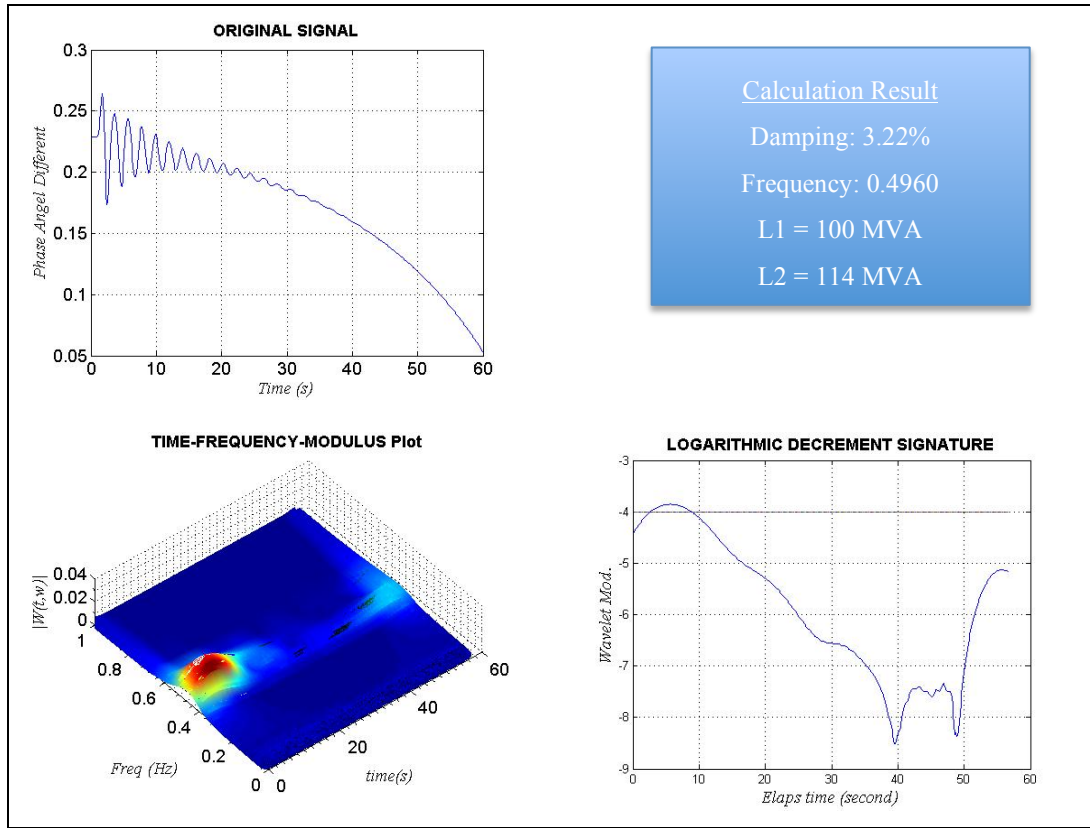 ORIGINAL SIGNAL
0.3
0.25
0.2
0.15
0.1
0.05
Phase Angel Different
0 10 20 30 40 50 60
Time (s)
Calculation Result
Damping: 3.22%
Frequency: 0.4960
L1 = 100 MVA
L2 = 114 MVA
TIME-FREQUENCY-MODULUS Plot
|W(t,w)|
0.04
0.02
0
1
0.8
0.6
0.4
0.2
0
Freq (Hz)
0
20
40
60
time(s)
LOGARITHMIC DECREMENT SIGNATURE
-3
-4
-5
-6
-7
-8
-9
Wavelet Mod.
0 10 20 30 40 50 60
Elaps time (second)